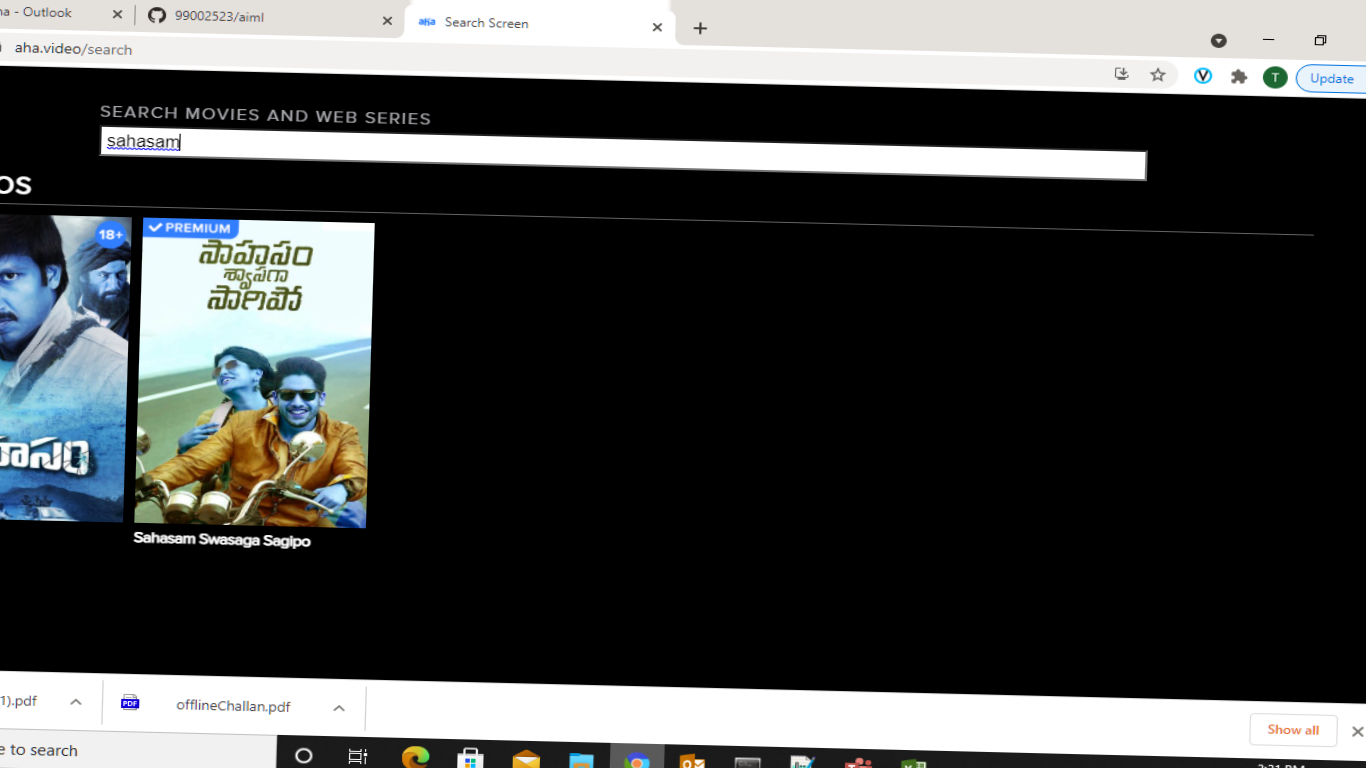 na - Outlook
99002523/aiml
aha
Search Screen
aha.video/search
V
T
Update
SEARCH MOVIES AND WEB SERIES
sahasam
OS
18+
PREMIUM
సాహసం
శ్వాసగా
సాగిపో
హసం
Sahasam Swasaga Sagipo
1).pdf
PDF
offlineChallan.pdf
Show all
e to search